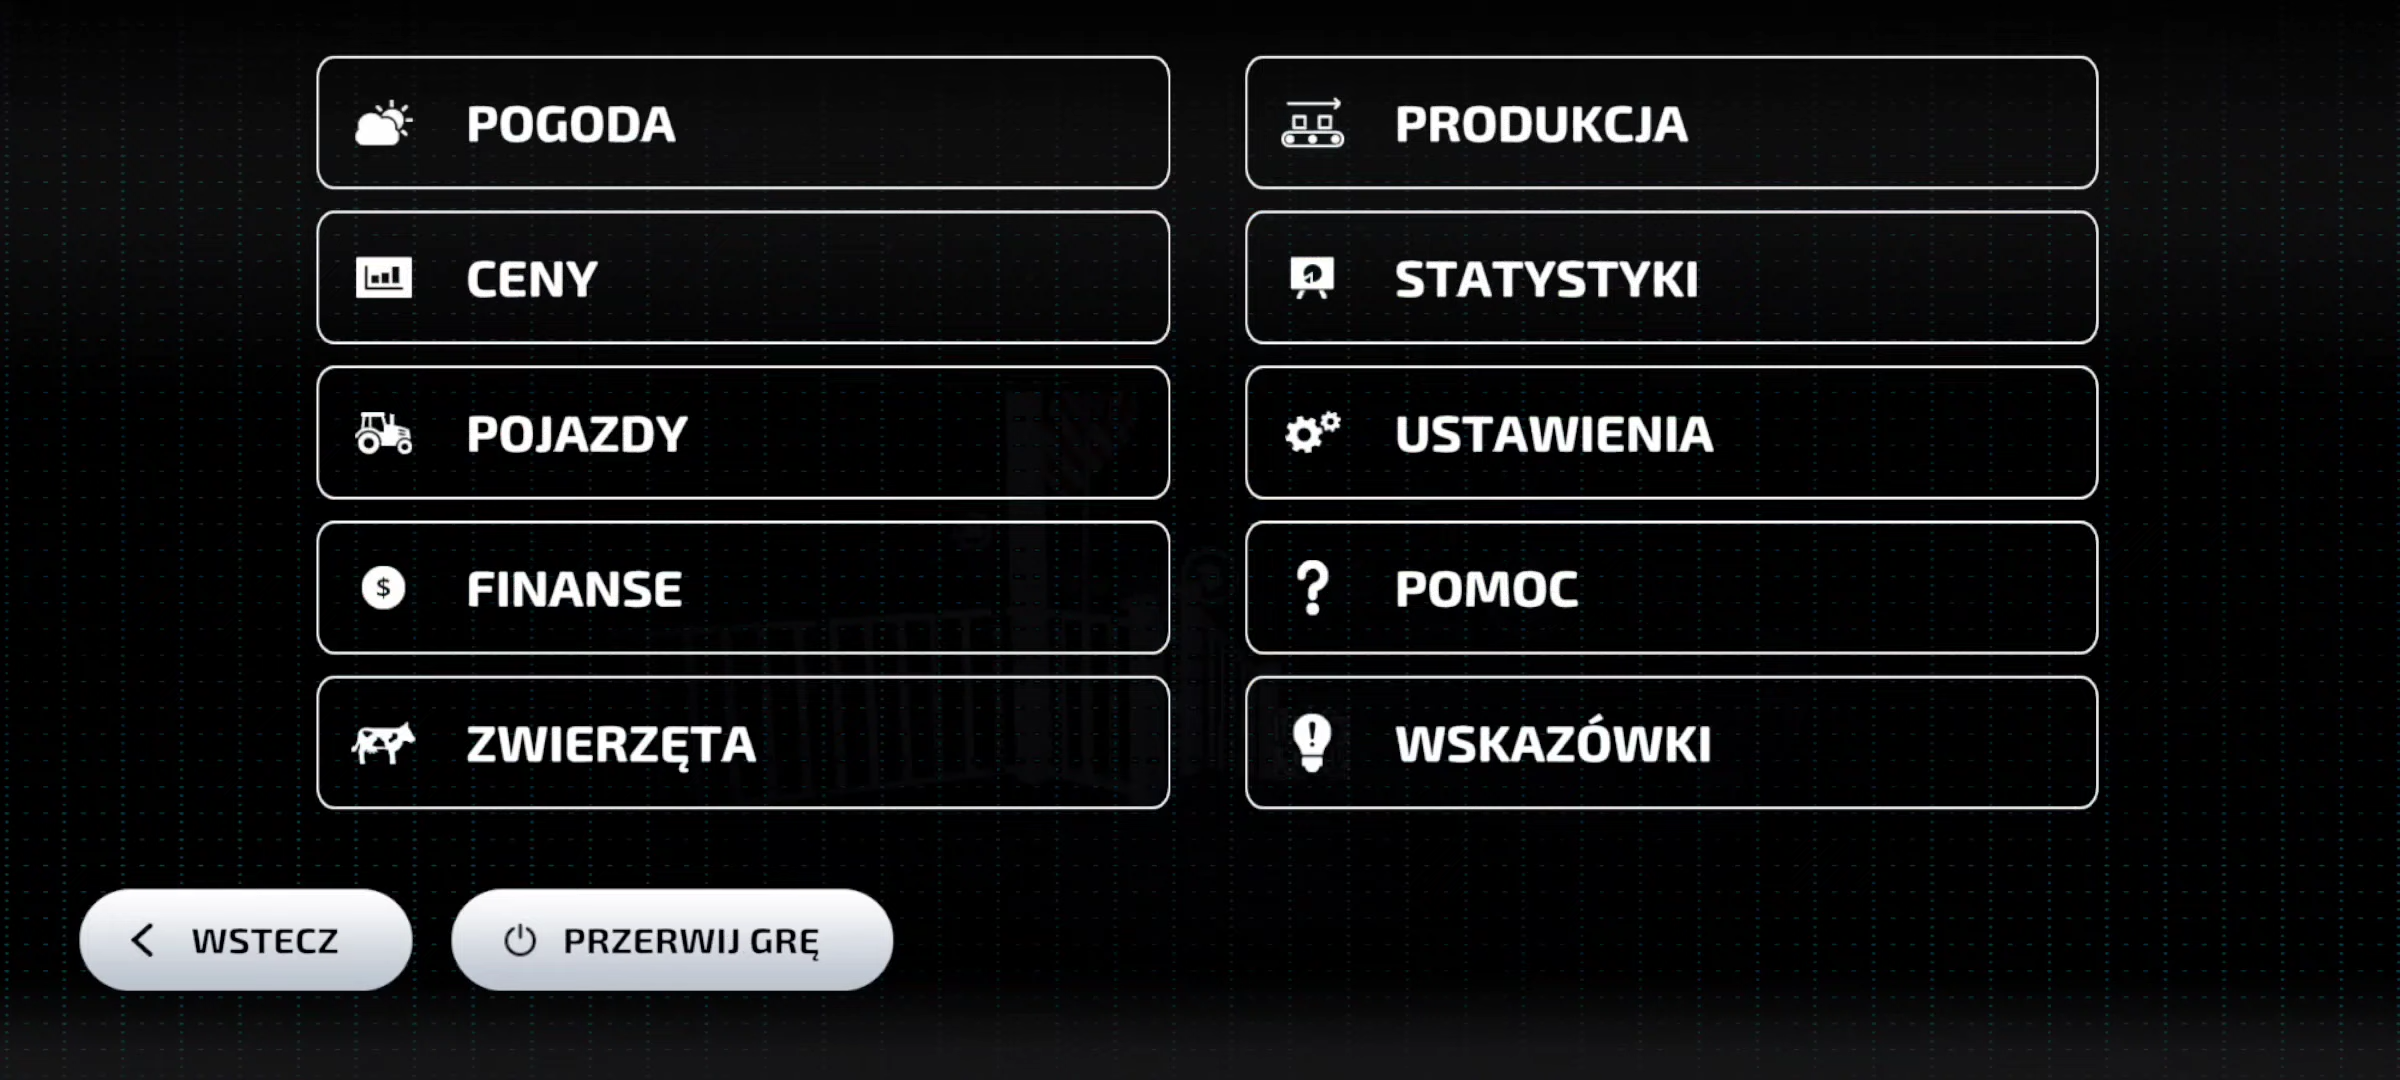 POGODA
CENY
POJAZDY
FINANSE
ZWIERZĘTA
PRODUKCJA
STATYSTYKI
USTAWIENIA
POMOC
WSKAZÓWKI
WSTECZ
PRZERWIJ GRĘ